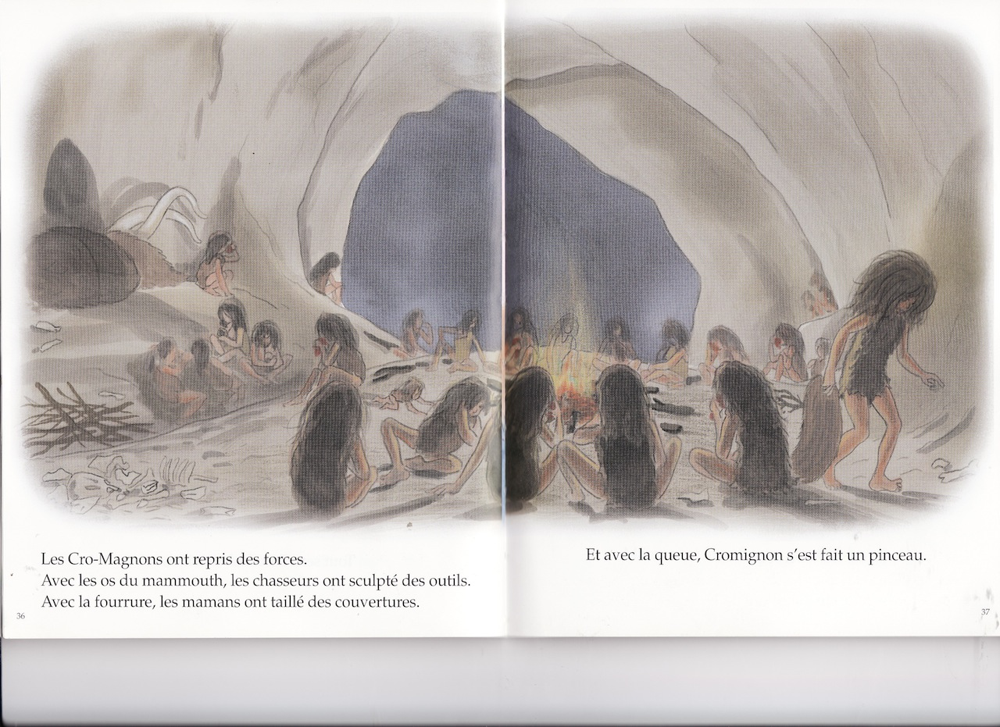 Les Cro-Magnons ont repris des forces.
Avec les os du mammouth, les chasseurs ont sculpté des outils.
Avec la fourrure, les mamans ont taillé des couvertures.
36
Et avec la queue, Cromignon s'est fait un pinceau.
37